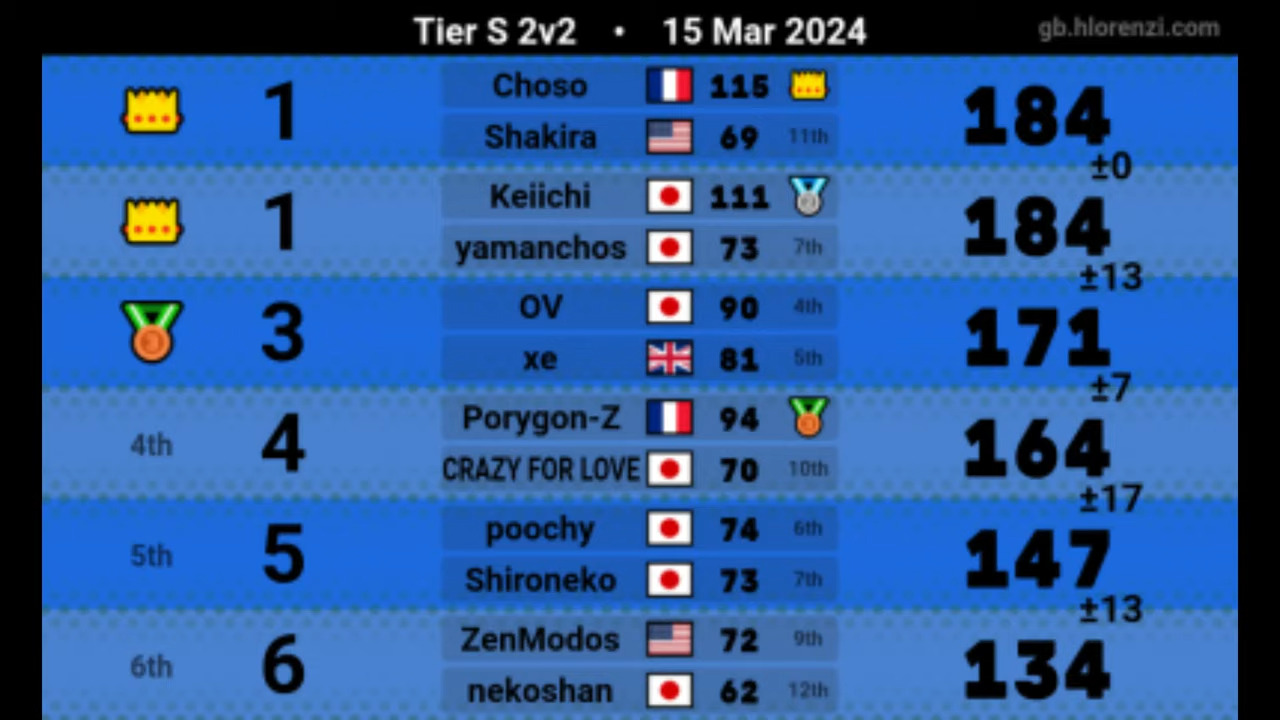 Tier S 2v2 • 15 Mar 2024
gb.hlorenzi.com
1
Choso 115
Shakira 69 11th
184
±0
1
Keiichi 111
yamanchos 73 7th
184
±13
3
OV 90 4th
xe 81 5th
171
±7
4th 4
Porygon-Z 94
CRAZY FOR LOVE 70 10th
164
±17
5th 5
poochy 74 6th
Shironeko 73 7th
147
±13
6th 6
ZenModos 72 9th
nekoshan 62 12th
134